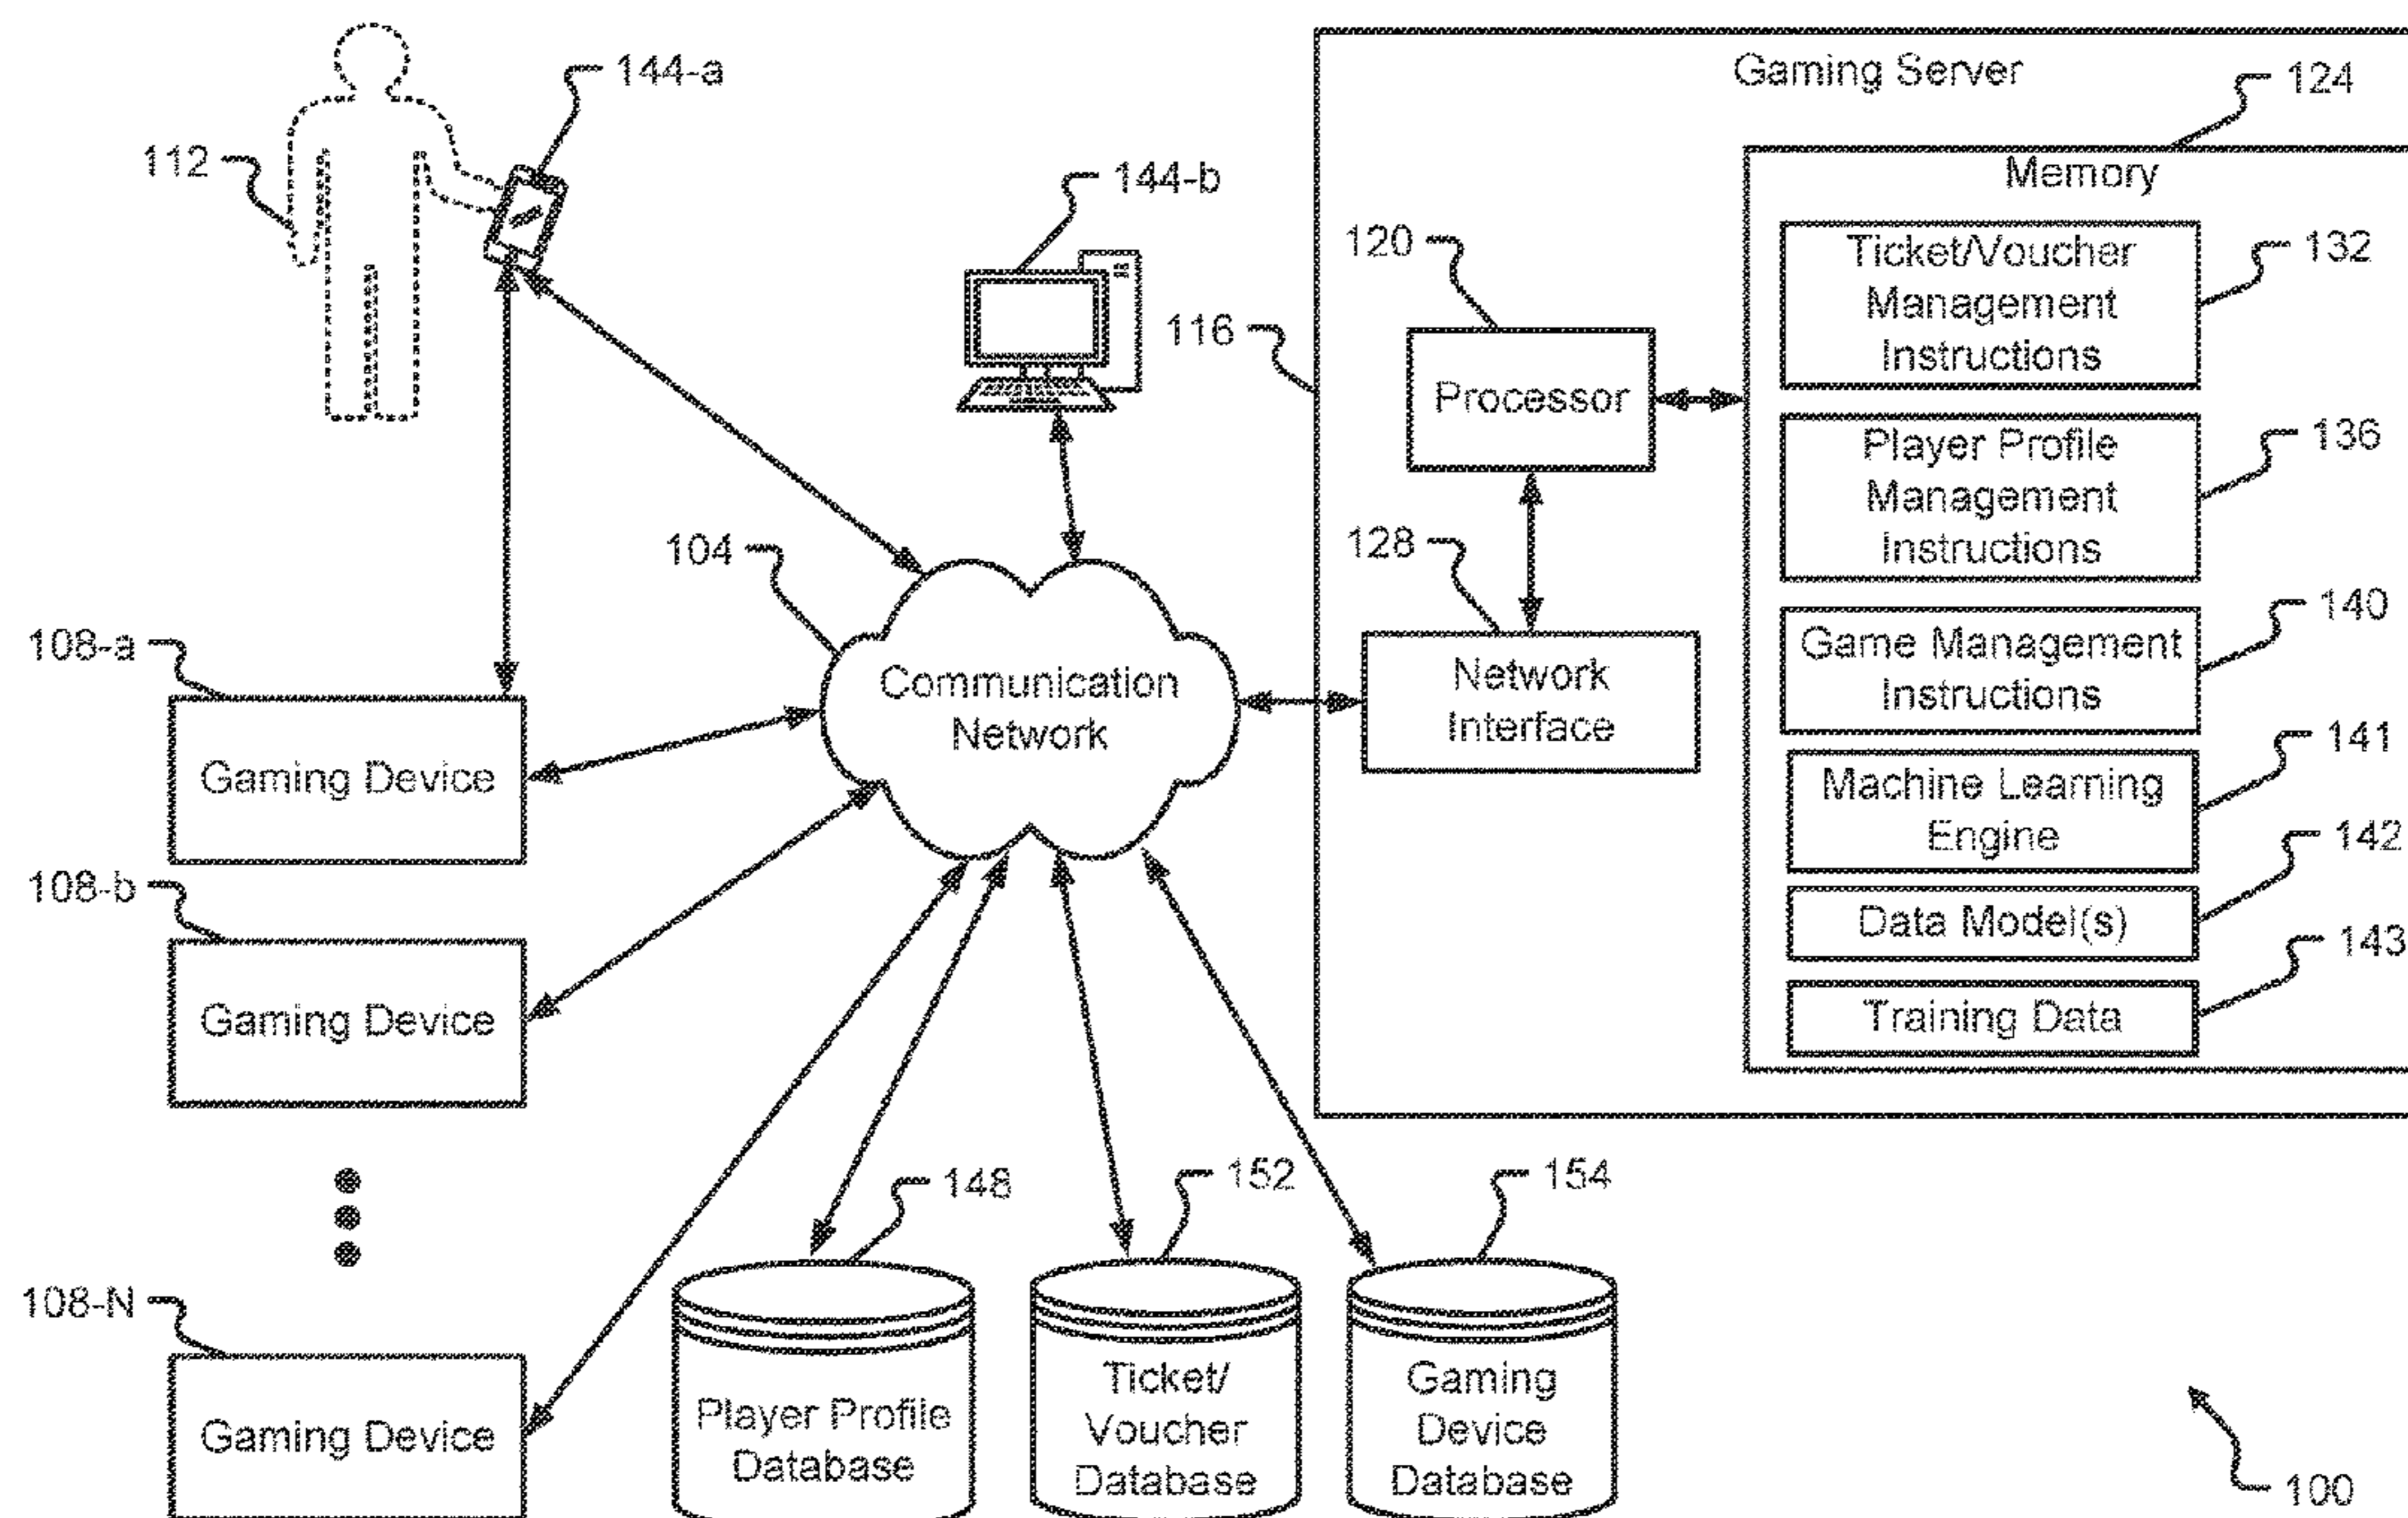 144-a
Gaming Server
124
112
Memory
144-b
120
Ticket/Voucher
Management
Instructions
132
116
Processor
Player Profile
Management
Instructions
136
104
128
108-a
Communication
Network
Network
Interface
Game Management
Instructions
140
Gaming Device
Machine Learning
Engine
141
108-b
Data Model(s)
142
Gaming Device
Training Data
143
148
152
154
108-N
Gaming Device
Player Profile
Database
Ticket/
Voucher
Database
Gaming
Device
Database
100